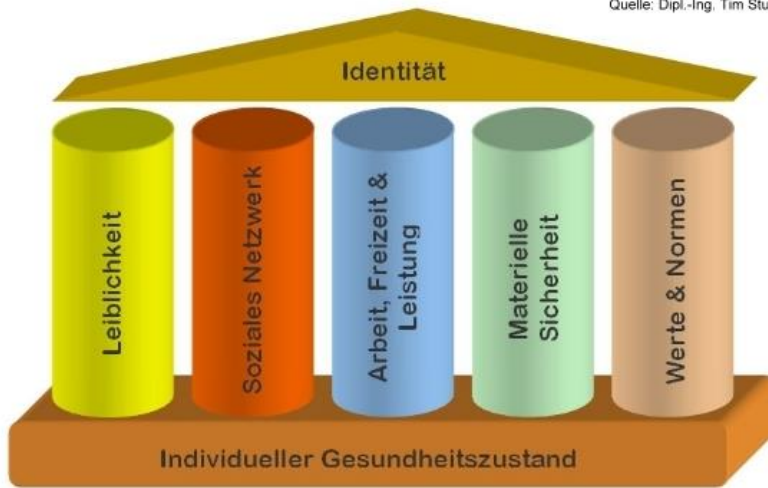 Quelle: Dipl.-Ing. Tim
Identität
Leiblichkeit
Soziales Netzwerk
Arbeit, Freizeit &
Leistung
Materielle
Sicherheit
Werte & Normen
Individueller Gesundheitszustand